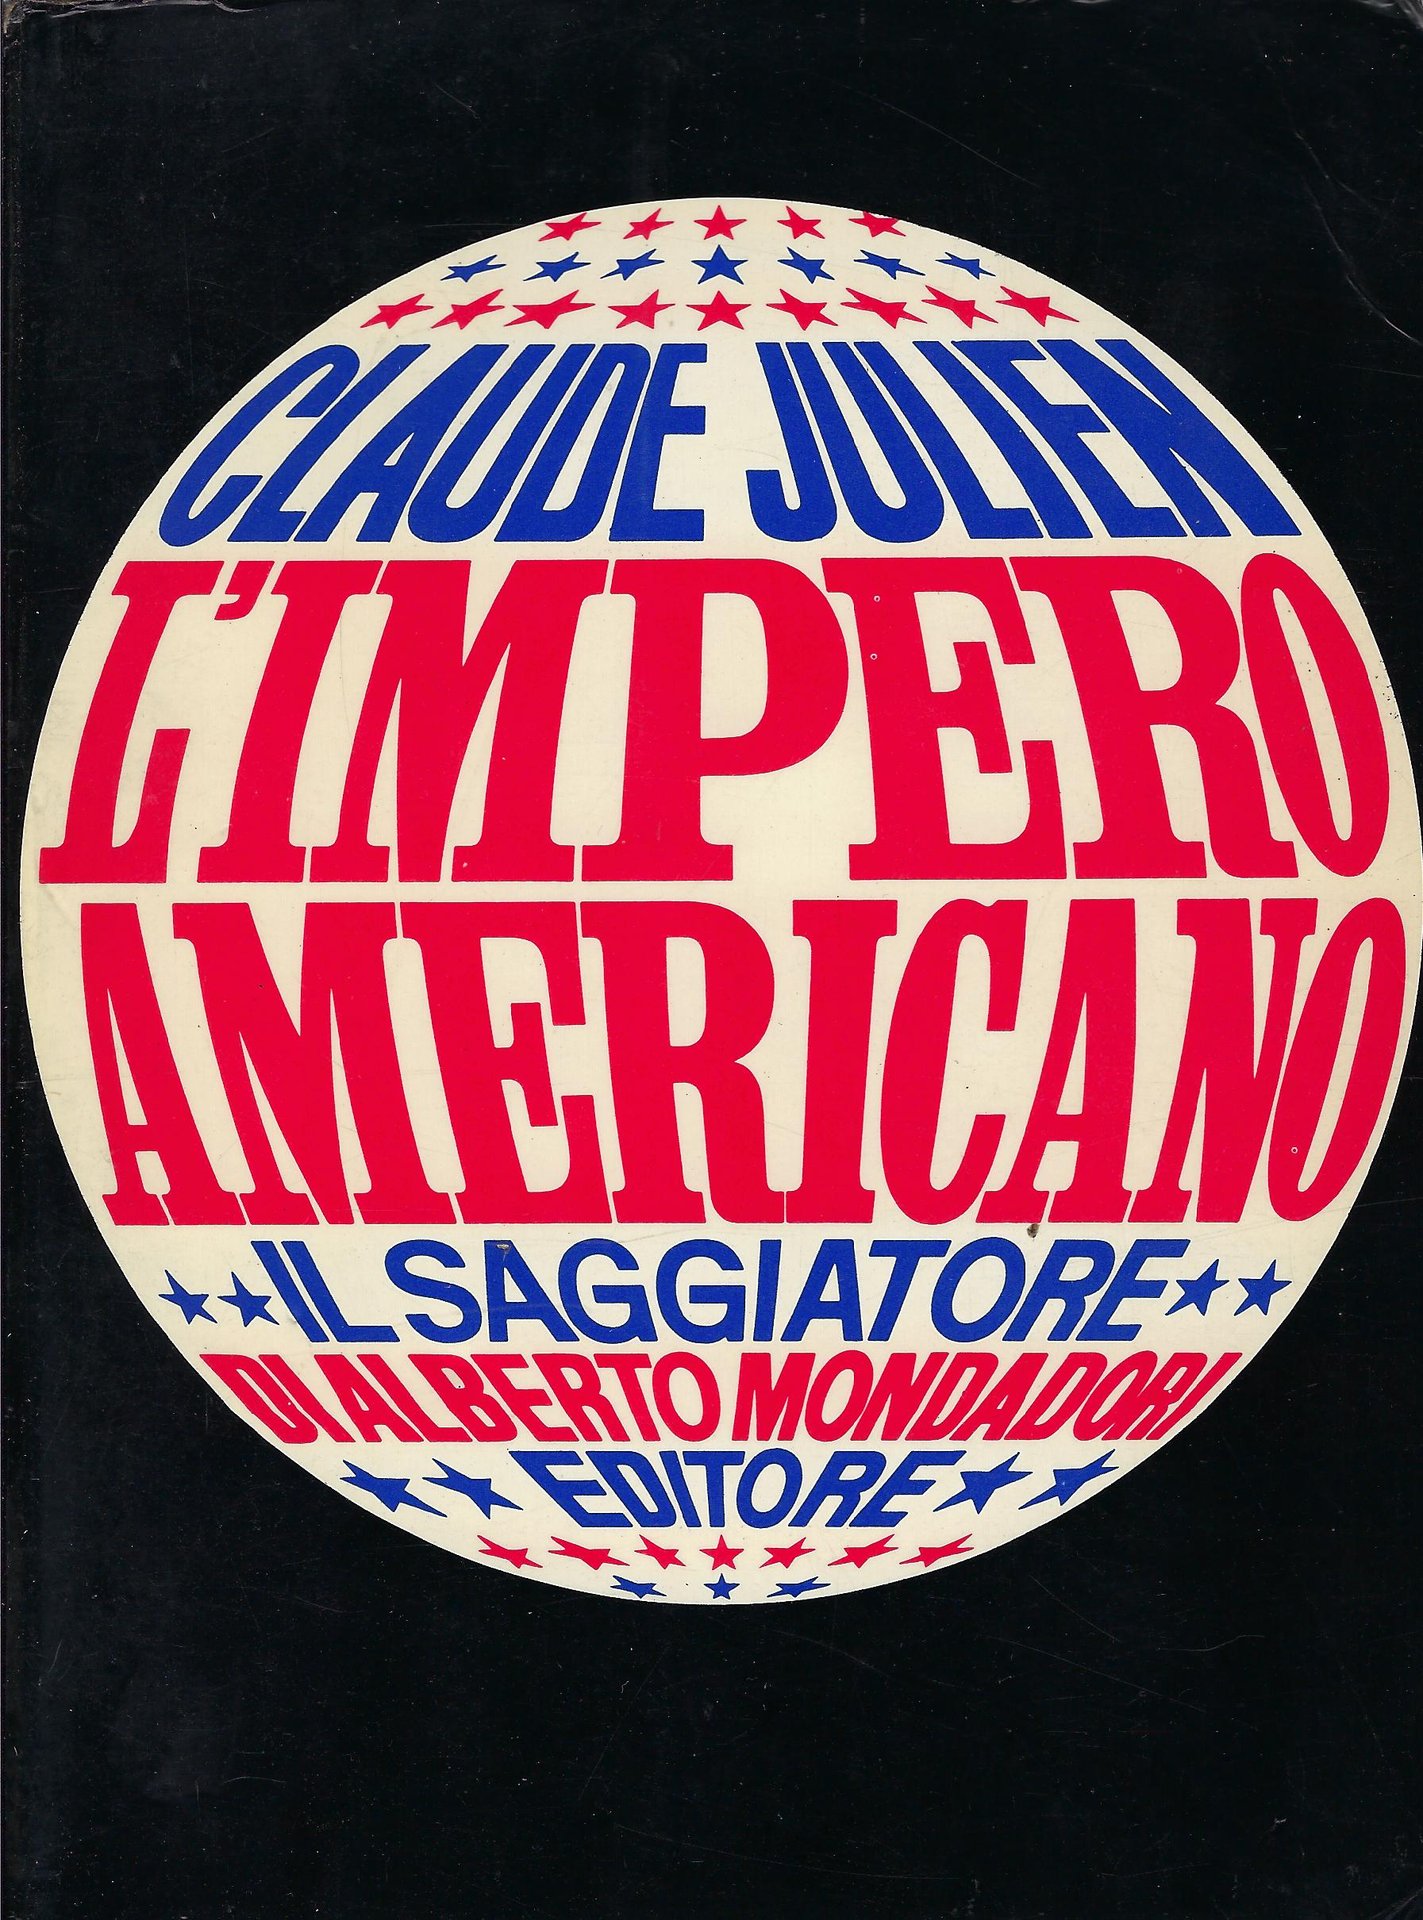 CLAUDE JULIEN
L'IMPERO
AMERICANO
IL SAGGIATORE
DI ALBERTO MONDADORI
EDITORE